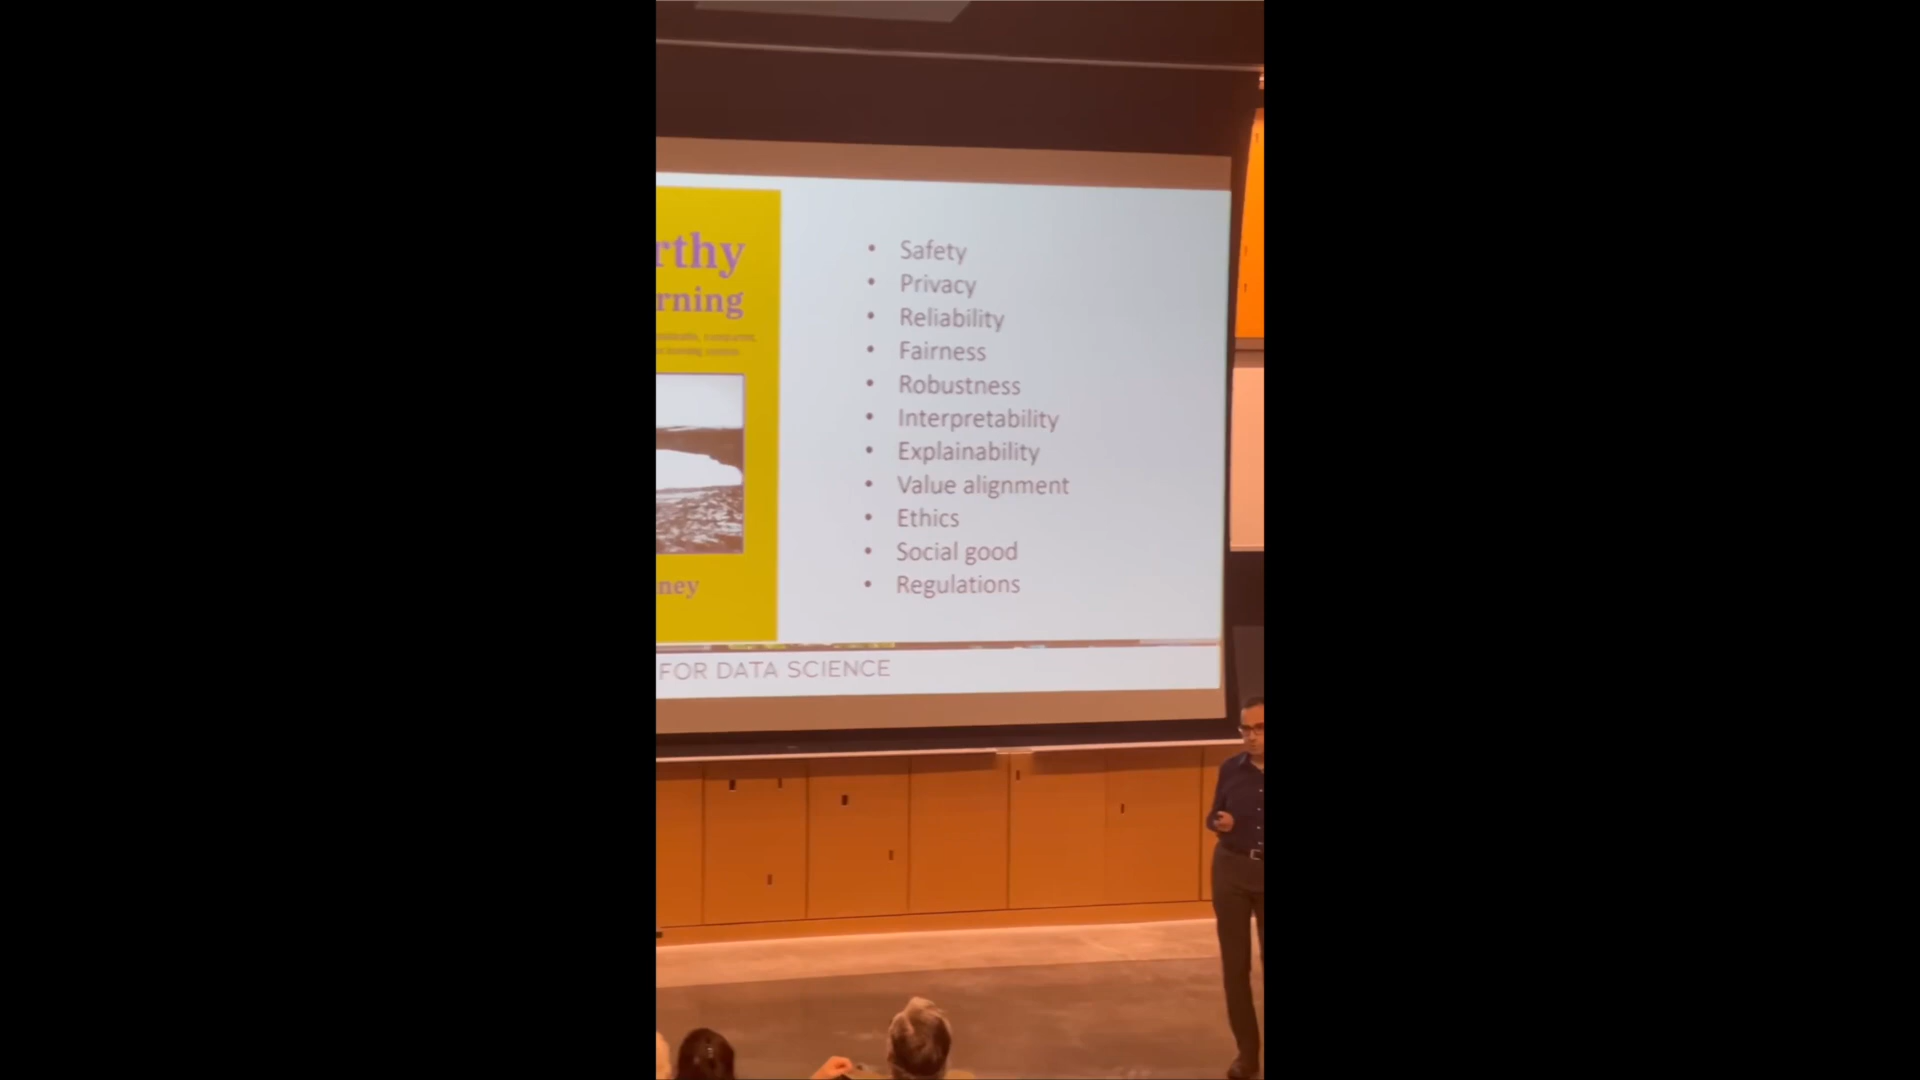 rthy
rning
Safety
Privacy
Reliability
Fairness
Robustness
Interpretability
Explainability
Value alignment
Ethics
Social good
Regulations
ney
FOR DATA SCIENCE